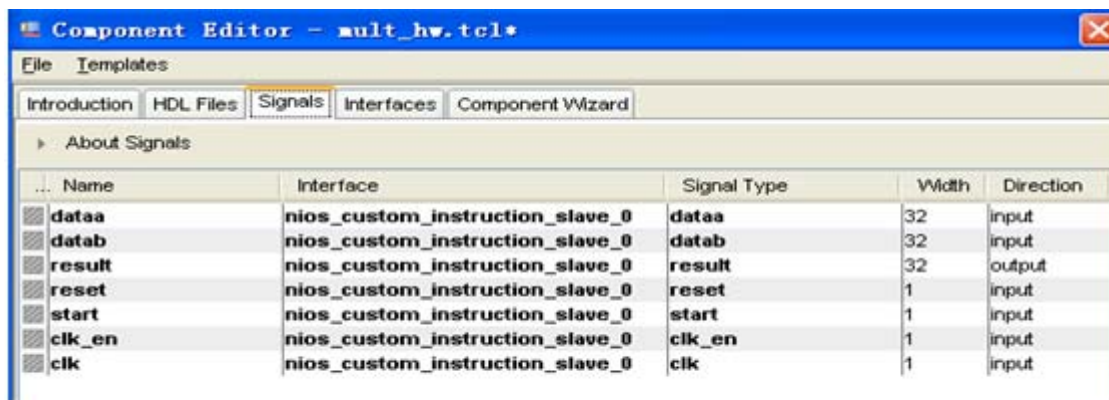 Component Editor - mult_hw.tcl*
File Templates
Introduction HDL Files Signals Interfaces Component Wizard
About Signals
... Name Interface Signal Type Width Direction
dataa nios_custom_instruction_slave_0 dataa 32 input
datab nios_custom_instruction_slave_0 datab 32 input
result nios_custom_instruction_slave_0 result 32 output
reset nios_custom_instruction_slave_0 reset 1 input
start nios_custom_instruction_slave_0 start 1 input
clk_en nios_custom_instruction_slave_0 clk_en 1 input
clk nios_custom_instruction_slave_0 clk 1 input